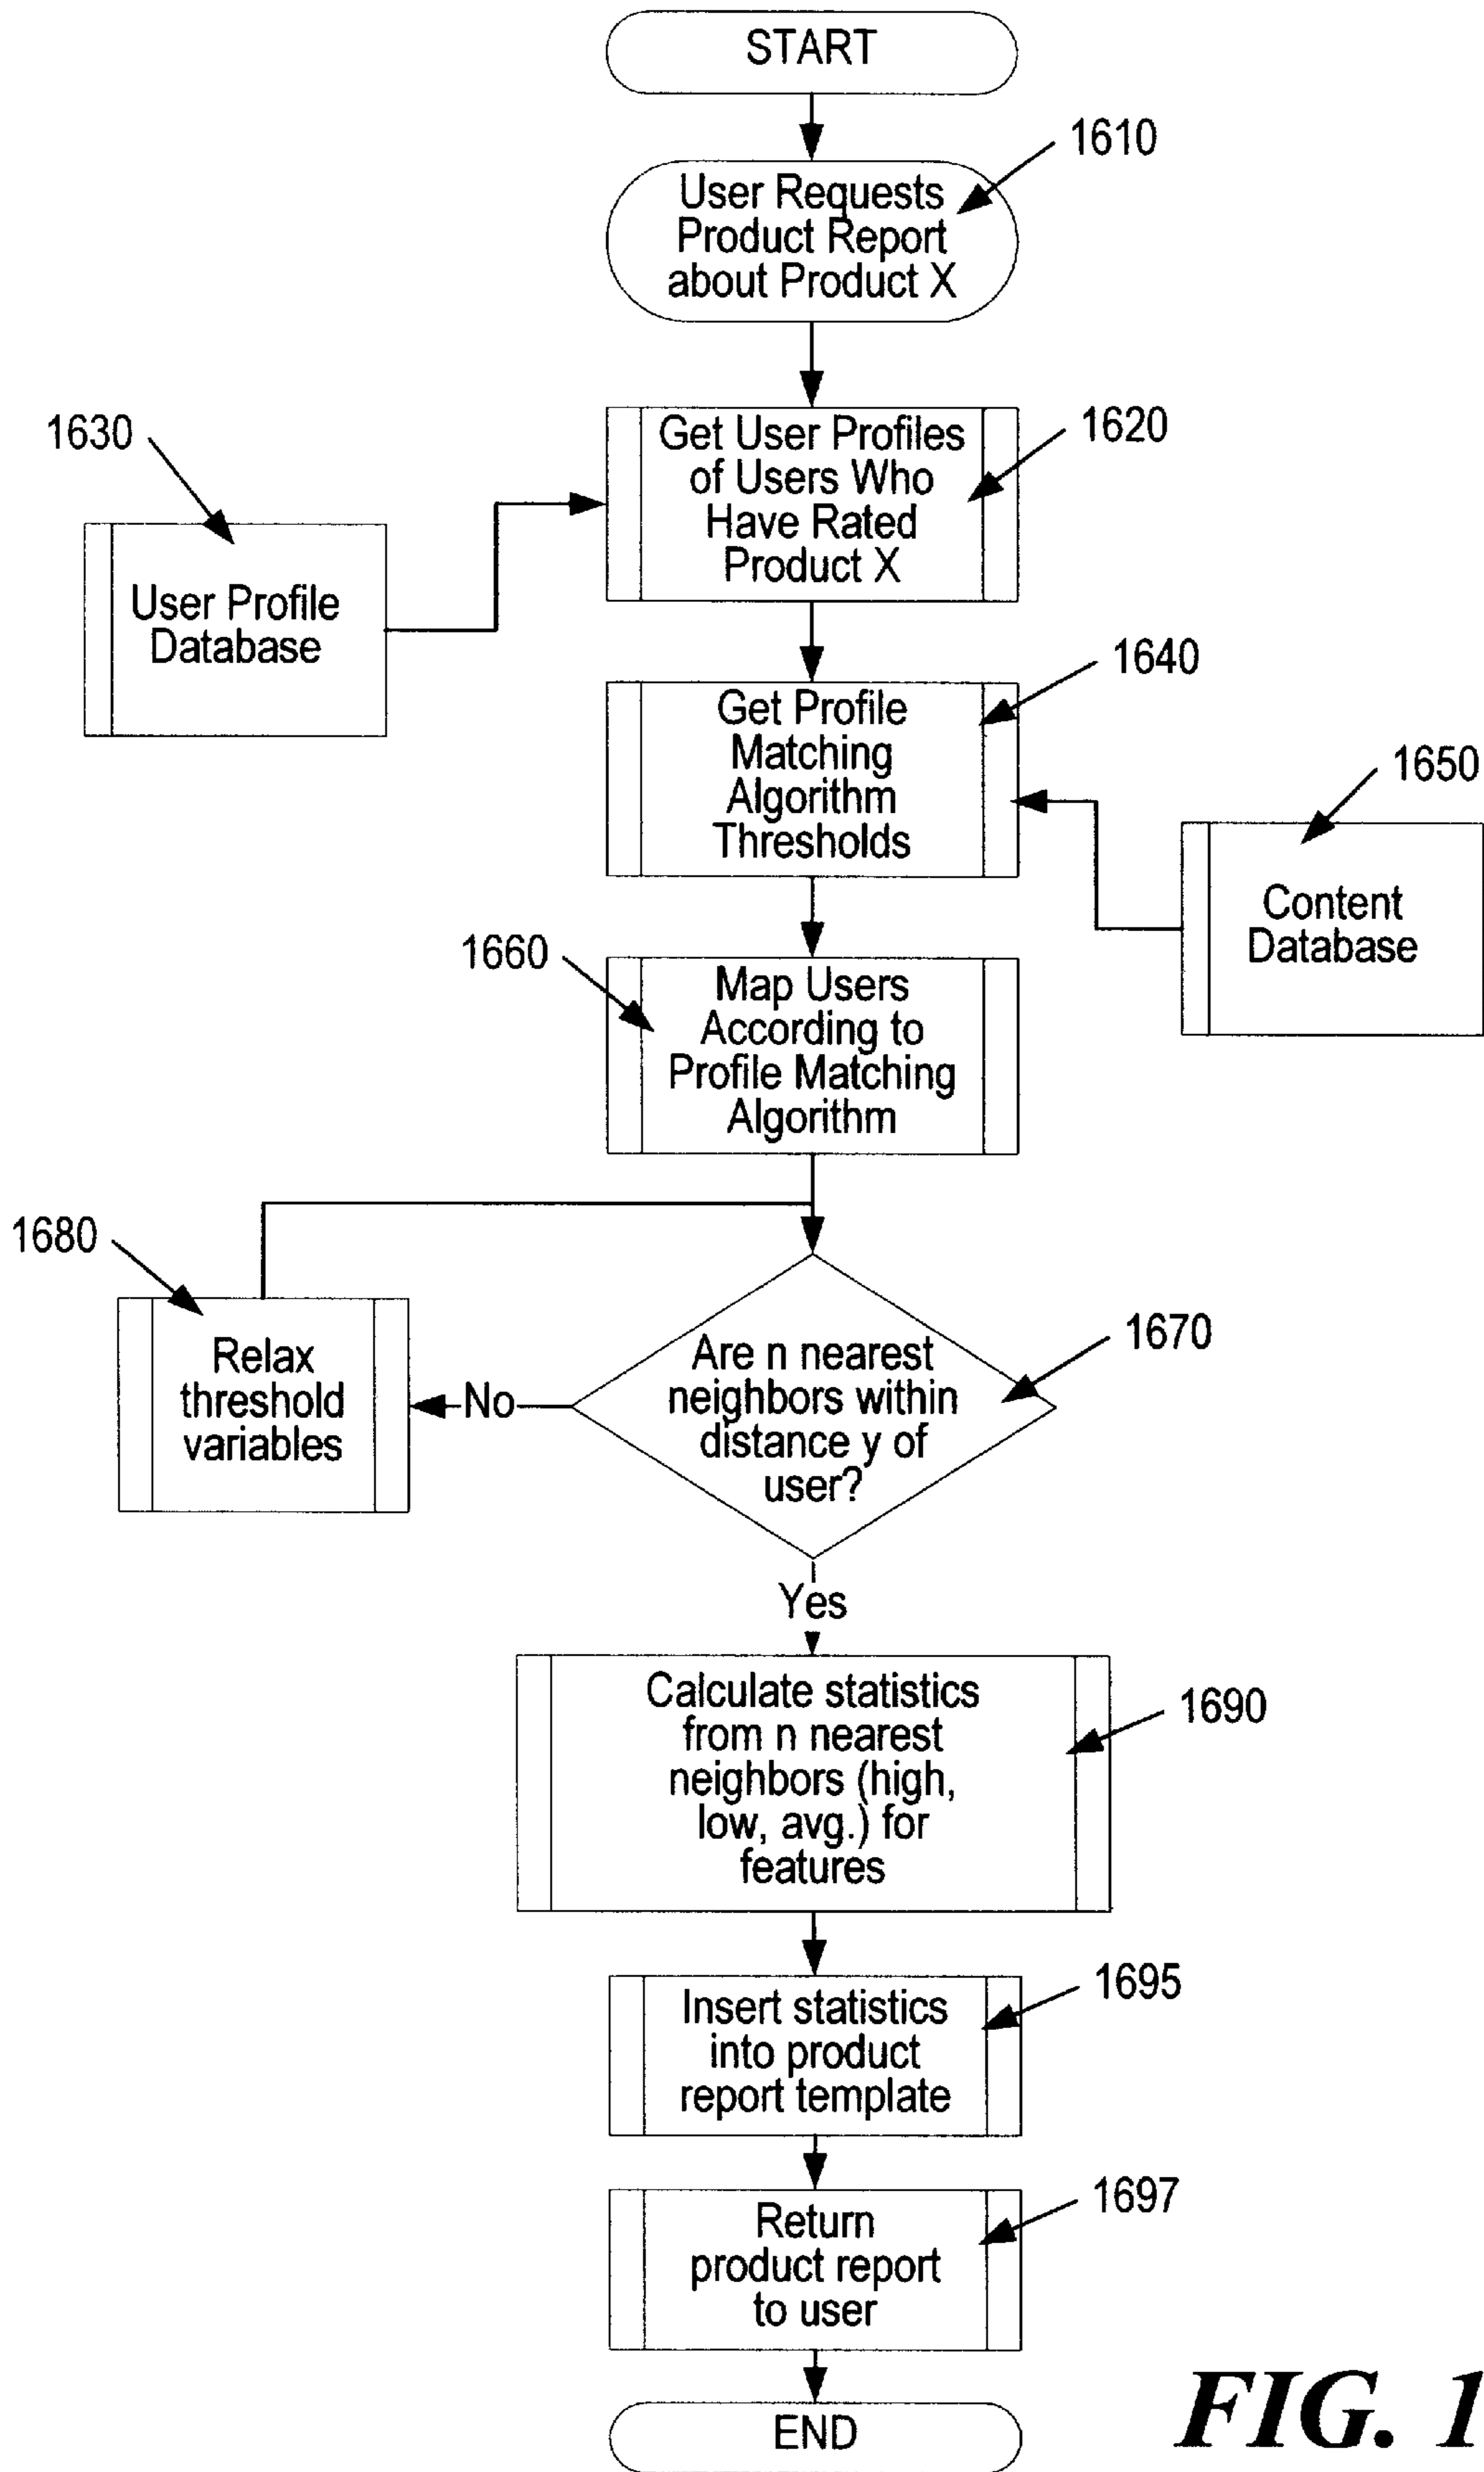 START
1610
User Requests
Product Report
about Product X
1630
1620
Get User Profiles
of Users Who
Have Rated
Product X
User Profile
Database
1640
Get Profile
Matching
Algorithm
Thresholds
1650
Content
Database
1660
Map Users
According to
Profile Matching
Algorithm
1680
Relax
threshold
variables
No
1670
Are n nearest
neighbors within
distance y of
user?
Yes
Calculate statistics
from n nearest
neighbors (high,
low, avg.) for
features
1690
1695
Insert statistics
into product
report template
1697
Return
product report
to user
END
FIG. 1